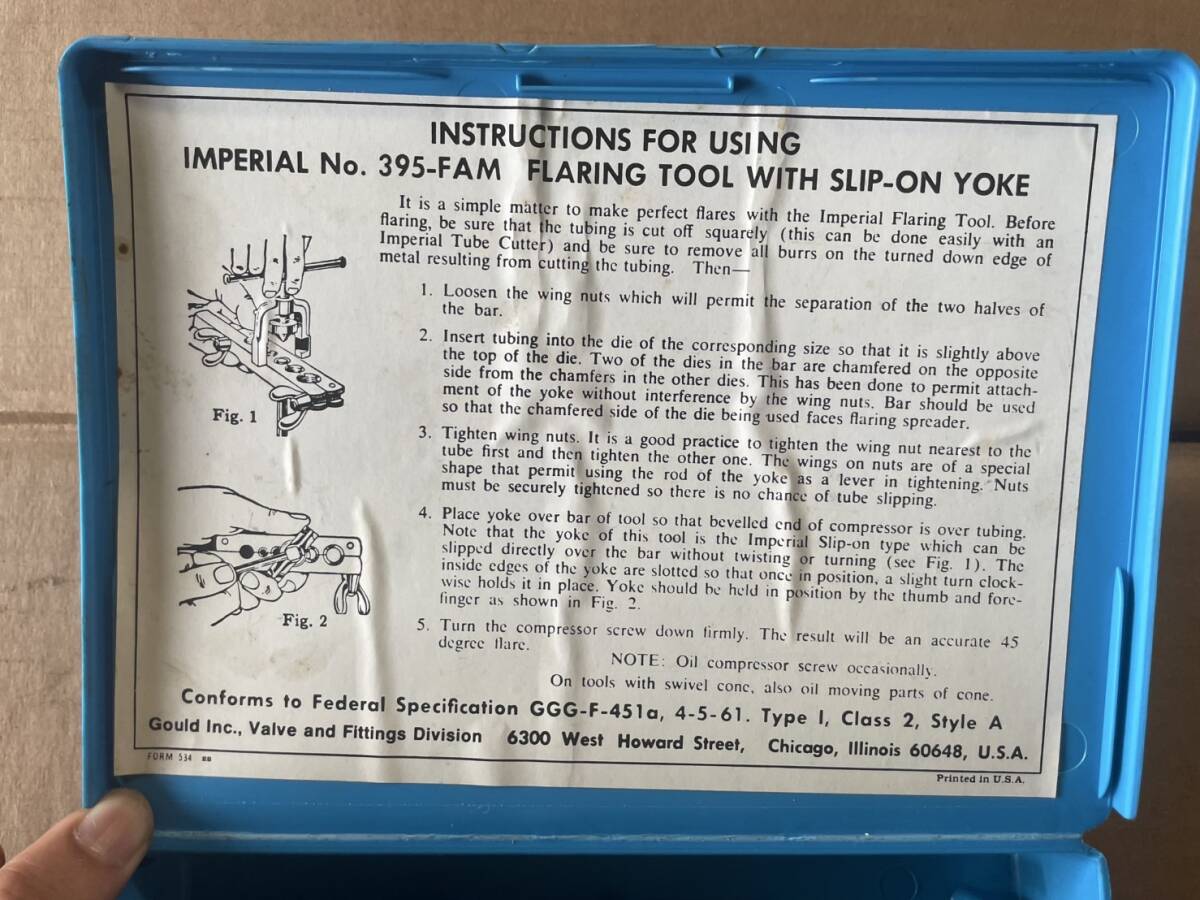 INSTRUCTIONS FOR USING
IMPERIAL No. 395-FAM FLARING TOOL WITH SLIP-ON YOKE
It is a simple matter to make perfect flares with the Imperial Flaring Tool. Before
flaring, be sure that the tubing is cut off squarely (this can be done easily with an
Imperial Tube Cutter) and be sure to remove all burrs on the turned down edge of
metal resulting from cutting the tubing. Then—
1. Loosen the wing nuts which will permit the separation of the two halves of
the bar.
2. Insert tubing into the die of the corresponding size so that it is slightly above
the top of the die. Two of the dies in the bar are chamfered on the opposite
side from the chamfers in the other dies. This has been done to permit attach-
ment of the yoke without interference by the wing nuts. Bar should be used
so that the chamfered side of the die being used faces flaring spreader.
Fig. 1
3. Tighten wing nuts. It is a good practice to tighten the wing nut nearest to the
tube first and then tighten the other one. The wings on nuts are of a special
shape that permit using the rod of the yoke as a lever in tightening. Nuts
must be securely tightened so there is no chance of tube slipping.
4. Place yoke over bar of tool so that bevelled end of compressor is over tubing.
Note that the yoke of this tool is the Imperial Slip-on type which can be
slipped directly over the bar without twisting or turning (see Fig. 1). The
inside edges of the yoke are slotted so that once in position, a slight turn clock-
wise holds it in place. Yoke should be held in position by the thumb and fore-
finger as shown in Fig. 2.
Fig. 2
5. Turn the compressor screw down firmly. The result will be an accurate 45
degree flare.
NOTE: Oil compressor screw occasionally.
On tools with swivel cone, also oil moving parts of cone.
Conforms to Federal Specification GGG-F-451a, 4-5-61. Type I, Class 2, Style A
Gould Inc., Valve and Fittings Division 6300 West Howard Street, Chicago, Illinois 60648, U.S.A.
FORM 534
Printed in U.S.A.